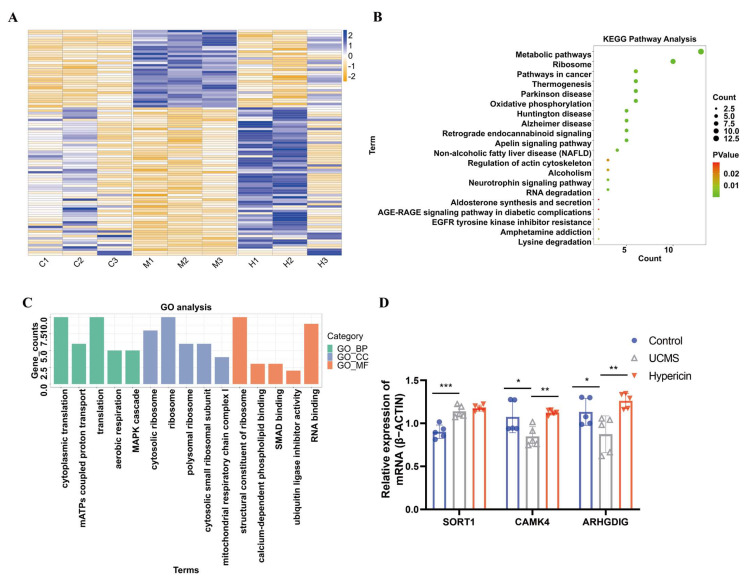 A
2
1
0
-1
-2
C1
C2
C3
M1
M2
M3
H1
H2
H3
B
KEGG Pathway Analysis
Term
Metabolic pathways
Ribosome
Pathways in cancer
Thermogenesis
Parkinson disease
Oxidative phosphorylation
Huntington disease
Alzheimer disease
Retrograde endocannabinoid signaling
Apelin signaling pathway
Non-alcoholic fatty liver disease (NAFLD)
Regulation of actin cytoskeleton
Alcoholism
Neurotrophin signaling pathway
RNA degradation
Aldosterone synthesis and secretion
AGE-RAGE signaling pathway in diabetic complications
EGFR tyrosine kinase inhibitor resistance
Amphetamine addiction
Lysine degradation
5
10
Count
Count
2.5
5.0
7.5
10.0
12.5
PValue
0.02
0.01
C
GO analysis
Gene_counts
0.0
2.5
5.0
7.5
10.0
cytoplasmic translation
mATPs coupled proton transport
translation
aerobic respiration
MAPK cascade
cytosolic ribosome
ribosome
polysomal ribosome
cytosolic small ribosomal subunit
mitochondrial respiratory chain complex I
structural constituent of ribosome
calcium-dependent phospholipid binding
SMAD binding
ubiquitin ligase inhibitor activity
RNA binding
Terms
Category
GO_BP
GO_CC
GO_MF
D
Control
UCMS
Hypericin
Relative expression of
mRNA (β−ACTIN)
1.5
1.2
0.9
0.6
0.3
0.0
***
*
**
*
**
SORT1
CAMK4
ARHGDIG